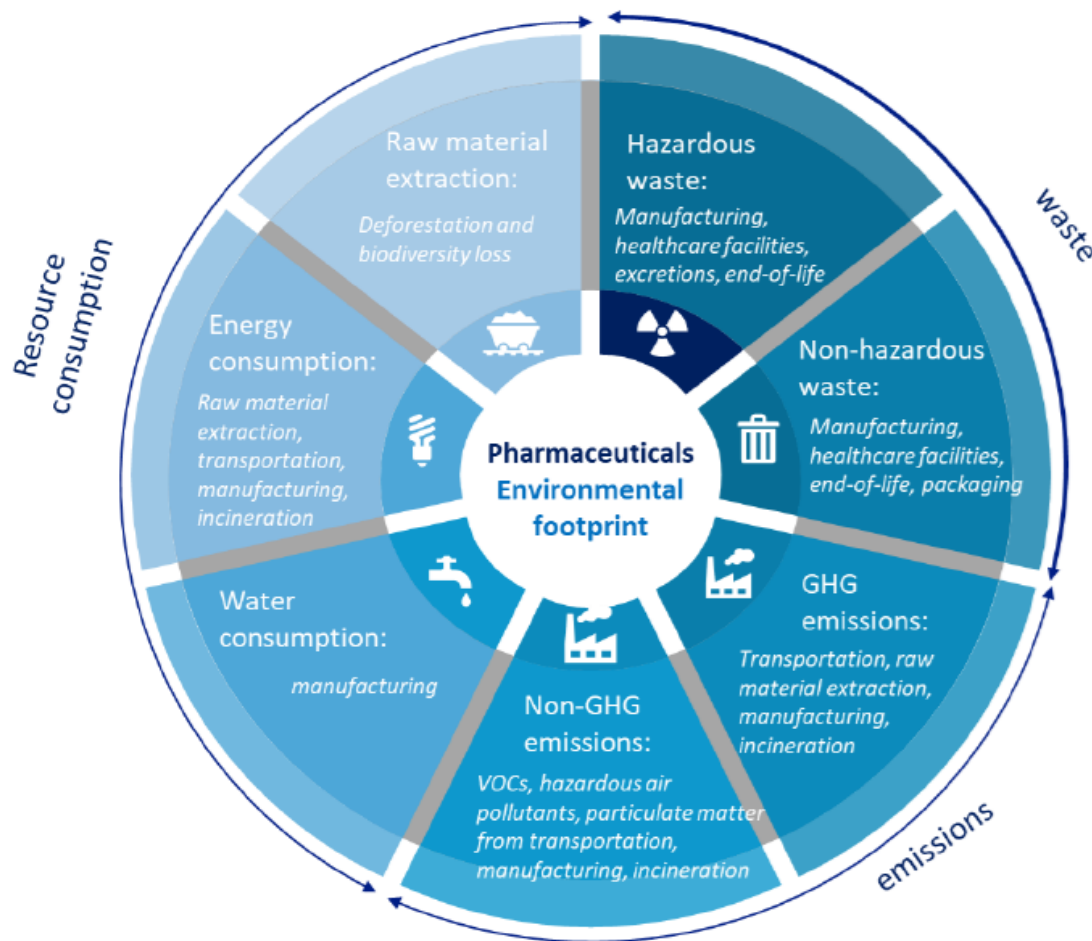 Pharmaceuticals
Environmental
footprint
Hazardous
waste:
Manufacturing,
healthcare facilities,
excretions, end-of-life
Non-hazardous
waste:
Manufacturing,
healthcare facilities,
end-of-life, packaging
GHG
emissions:
Transportation, raw
material extraction,
manufacturing,
incineration
Non-GHG
emissions:
VOCs, hazardous air
pollutants, particulate matter
from transportation,
manufacturing, incineration
Water
consumption:
manufacturing
Energy
consumption:
Raw material
extraction,
transportation,
manufacturing,
incineration
Raw material
extraction:
Deforestation and
biodiversity loss
waste
emissions
Resource
consumption